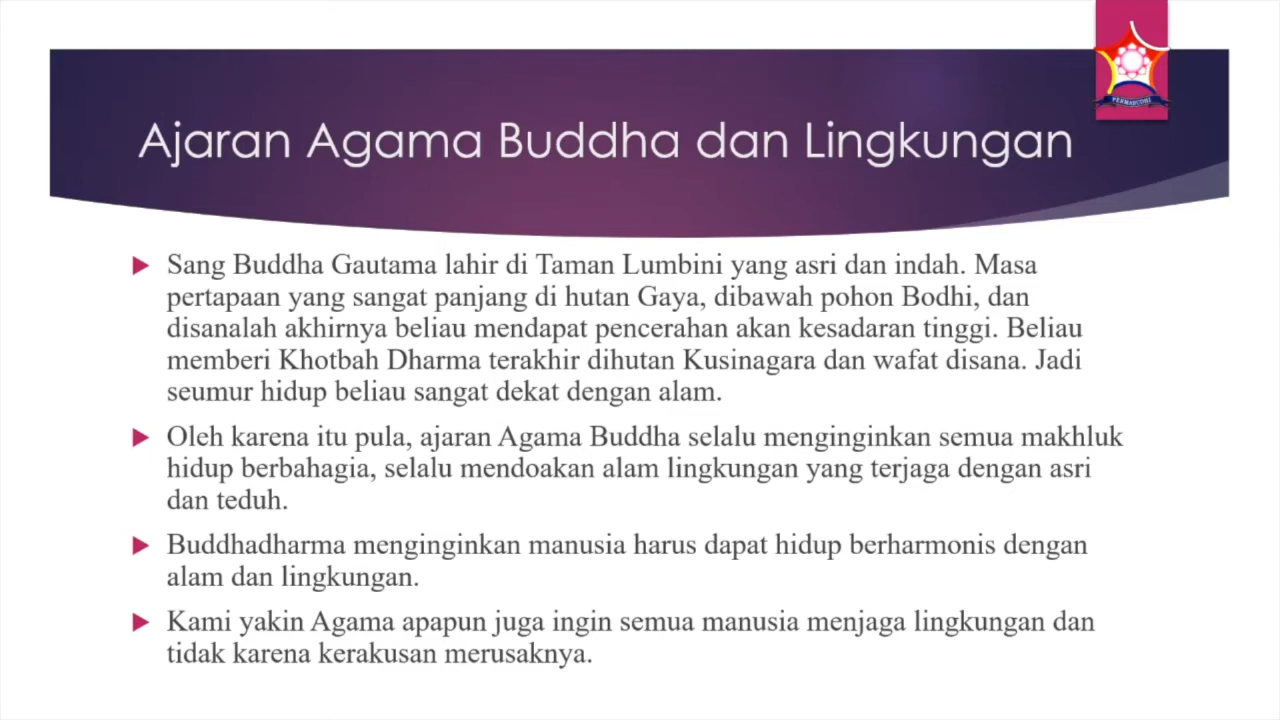 PERMABUDHI
Ajaran Agama Buddha dan Lingkungan
Sang Buddha Gautama lahir di Taman Lumbini yang asri dan indah. Masa
pertapaan yang sangat panjang di hutan Gaya, dibawah pohon Bodhi, dan
disanalah akhirnya beliau mendapat pencerahan akan kesadaran tinggi. Beliau
memberi Khotbah Dharma terakhir dihutan Kusinagara dan wafat disana. Jadi
seumur hidup beliau sangat dekat dengan alam.
Oleh karena itu pula, ajaran Agama Buddha selalu menginginkan semua makhluk
hidup berbahagia, selalu mendoakan alam lingkungan yang terjaga dengan asri
dan teduh.
Buddhadharma menginginkan manusia harus dapat hidup berharmonis dengan
alam dan lingkungan.
Kami yakin Agama apapun juga ingin semua manusia menjaga lingkungan dan
tidak karena kerakusan merusaknya.